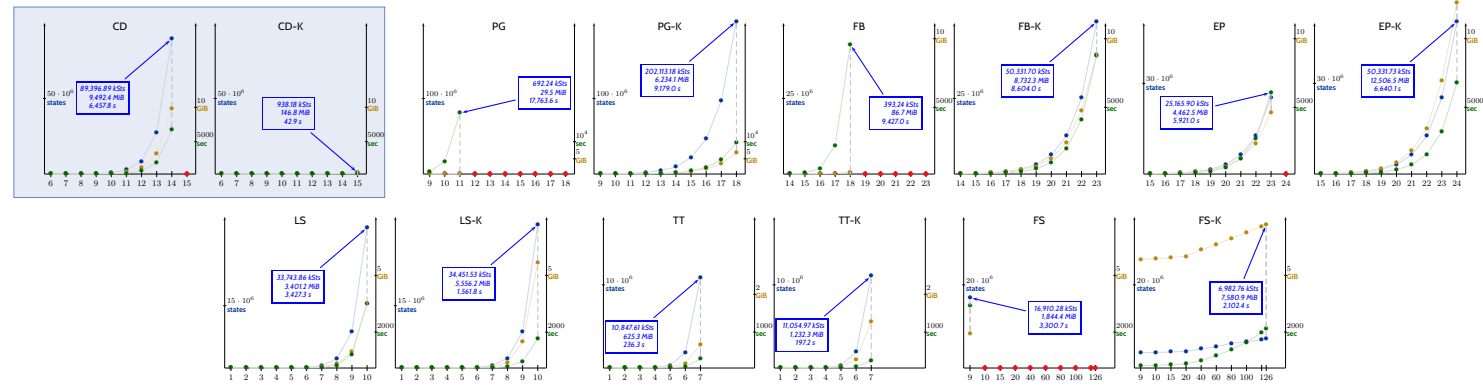 CD
50 · 10⁶
states
89,396.89 kSts
9,492.4 MiB
6,457.8 s
10
GiB
5000
sec
6 7 8 9 10 11 12 13 14 15
CD-K
50 · 10⁶
states
938.18 kSts
146.8 MiB
42.9 s
10
GiB
5000
sec
6 7 8 9 10 11 12 13 14 15
PG
100 · 10⁶
states
692.24 kSts
29.5 MiB
17,763.6 s
10⁴
sec
5
GiB
9 10 11 12 13 14 15 16 17 18
PG-K
100 · 10⁶
states
202,113.18 kSts
6,234.1 MiB
9,179.0 s
10⁴
sec
5
GiB
9 10 11 12 13 14 15 16 17 18
FB
25 · 10⁶
states
393.24 kSts
86.7 MiB
9,427.0 s
10
GiB
5000
sec
14 15 16 17 18 19 20 21 22 23
FB-K
25 · 10⁶
states
50,331.70 kSts
8,732.3 MiB
8,604.0 s
10
GiB
5000
sec
14 15 16 17 18 19 20 21 22 23
EP
30 · 10⁶
states
25,165.90 kSts
4,462.5 MiB
5,921.0 s
10
GiB
5000
sec
15 16 17 18 19 20 21 22 23 24
EP-K
30 · 10⁶
states
50,331.73 kSts
12,506.5 MiB
6,640.1 s
10
GiB
5000
sec
15 16 17 18 19 20 21 22 23 24
LS
15 · 10⁶
states
33,743.86 kSts
3,401.2 MiB
3,427.3 s
5
GiB
2000
sec
1 2 3 4 5 6 7 8 9 10
LS-K
15 · 10⁶
states
34,451.53 kSts
5,556.2 MiB
1,561.8 s
5
GiB
2000
sec
1 2 3 4 5 6 7 8 9 10
TT
10 · 10⁶
states
10,847.61 kSts
625.3 MiB
236.3 s
2
GiB
1000
sec
1 2 3 4 5 6 7
TT-K
10 · 10⁶
states
11,054.97 kSts
1,232.3 MiB
197.2 s
2
GiB
1000
sec
1 2 3 4 5 6 7
FS
20 · 10⁶
states
16,910.28 kSts
1,844.4 MiB
3,300.7 s
5
GiB
2000
sec
9 10 15 20 40 60 80 100 126
FS-K
20 · 10⁶
states
6,982.76 kSts
7,580.9 MiB
2,102.4 s
5
GiB
2000
sec
9 10 15 20 40 60 80 100 126